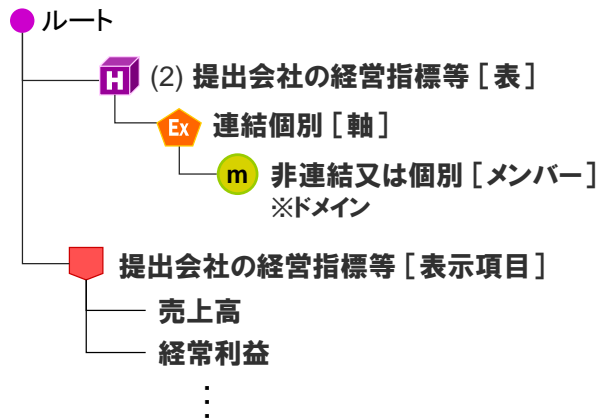 ルート
H (2) 提出会社の経営指標等［表］
Ex 連結個別［軸］
m 非連結又は個別［メンバー］
※ドメイン
提出会社の経営指標等［表示項目］
売上高
経常利益
⋮